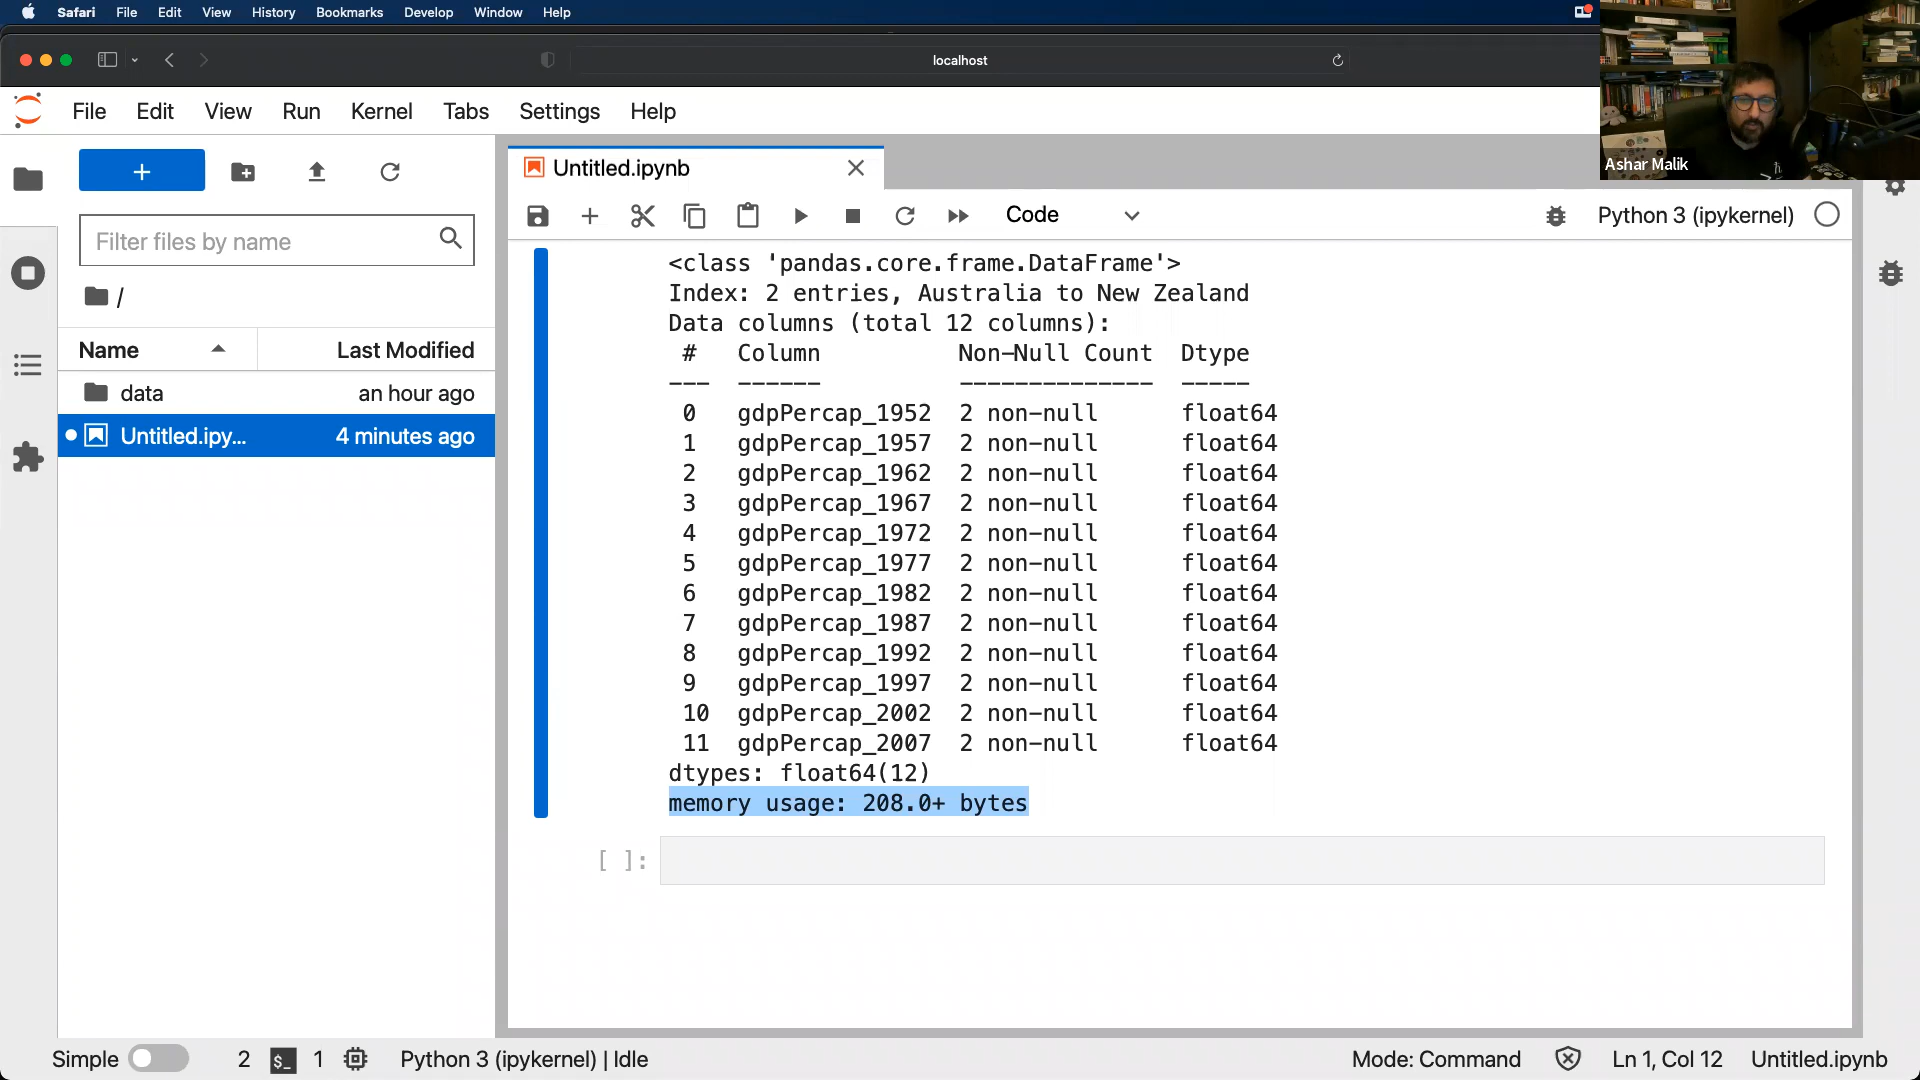 Safari File Edit View History Bookmarks Develop Window Help
localhost
Ashar Malik
File Edit View Run Kernel Tabs Settings Help
Untitled.ipynb
Code
Python 3 (ipykernel)
Filter files by name
/
Name Last Modified
data an hour ago
Untitled.ipy... 4 minutes ago
<class 'pandas.core.frame.DataFrame'>
Index: 2 entries, Australia to New Zealand
Data columns (total 12 columns):
# Column Non-Null Count Dtype
--- ------ -------------- -----
0 gdpPercap_1952 2 non-null float64
1 gdpPercap_1957 2 non-null float64
2 gdpPercap_1962 2 non-null float64
3 gdpPercap_1967 2 non-null float64
4 gdpPercap_1972 2 non-null float64
5 gdpPercap_1977 2 non-null float64
6 gdpPercap_1982 2 non-null float64
7 gdpPercap_1987 2 non-null float64
8 gdpPercap_1992 2 non-null float64
9 gdpPercap_1997 2 non-null float64
10 gdpPercap_2002 2 non-null float64
11 gdpPercap_2007 2 non-null float64
dtypes: float64(12)
memory usage: 208.0+ bytes
[ ]:
Simple 2 $_ 1 Python 3 (ipykernel) | Idle Mode: Command Ln 1, Col 12 Untitled.ipynb